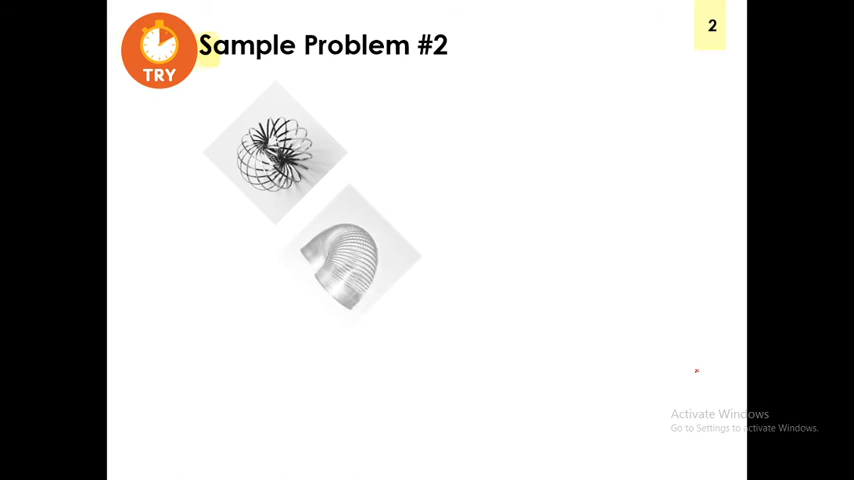 TRY
Sample Problem #2
2
Activate Windows
Go to Settings to activate Windows.